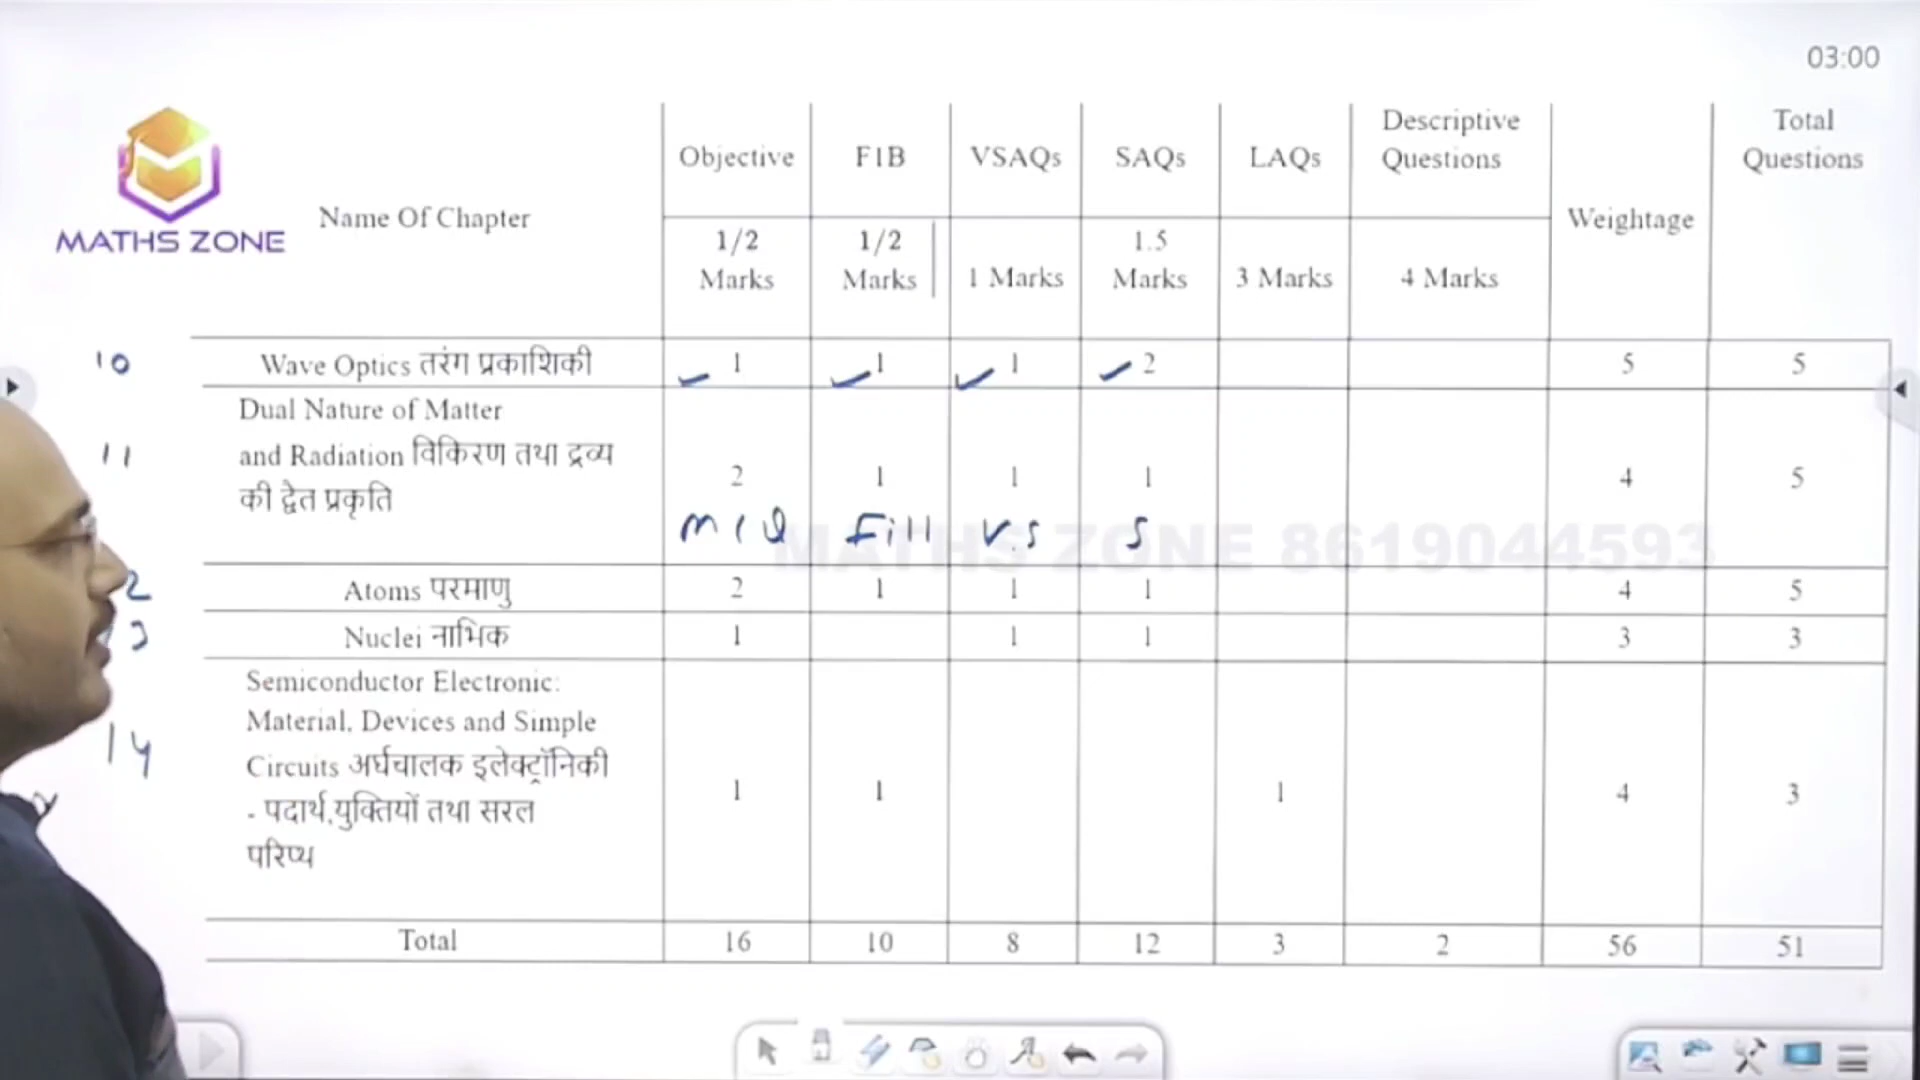 03:00
MATHS ZONE
Name Of Chapter
Objective FIB VSAQs SAQs LAQs Descriptive Questions Weightage Total Questions
1/2 Marks 1/2 Marks 1 Marks 1.5 Marks 3 Marks 4 Marks
10 Wave Optics तरंग प्रकाशिकी 1 1 1 2 5 5
Dual Nature of Matter
11 and Radiation विकिरण तथा द्रव्य
की द्वेत प्रकृति 2 1 1 1 4 5
MCQ Fill V.S S
MATHS ZONE 8619044593
2 Atoms परमाणु 2 1 1 1 4 5
3 Nuclei नाभिक 1 1 1 3 3
Semiconductor Electronic:
Material, Devices and Simple
14 Circuits अर्धचालक इलेक्ट्रॉनिकी
- पदार्थ,युक्तियों तथा सरल
परिप्थ 1 1 1 4 3
Total 16 10 8 12 3 2 56 51